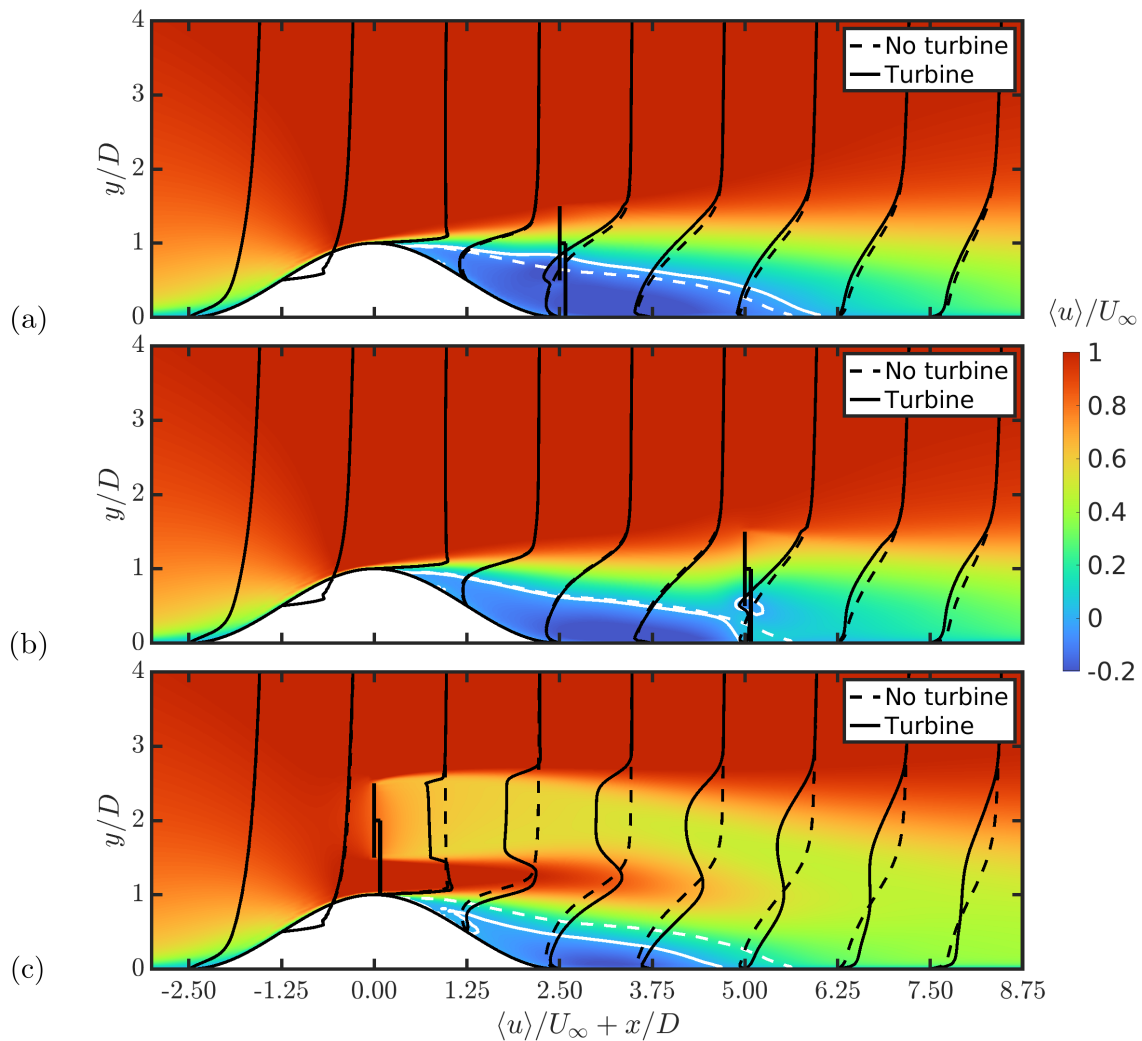 4
No turbine
Turbine
3
y/D
2
1
(a)
0
⟨u⟩/U∞
4
No turbine
Turbine
1
3
0.8
0.6
y/D
2
0.4
0.2
1
0
(b)
0
-0.2
4
No turbine
Turbine
3
y/D
2
1
(c)
0
-2.50 -1.25 0.00 1.25 2.50 3.75 5.00 6.25 7.50 8.75
⟨u⟩/U∞ + x/D